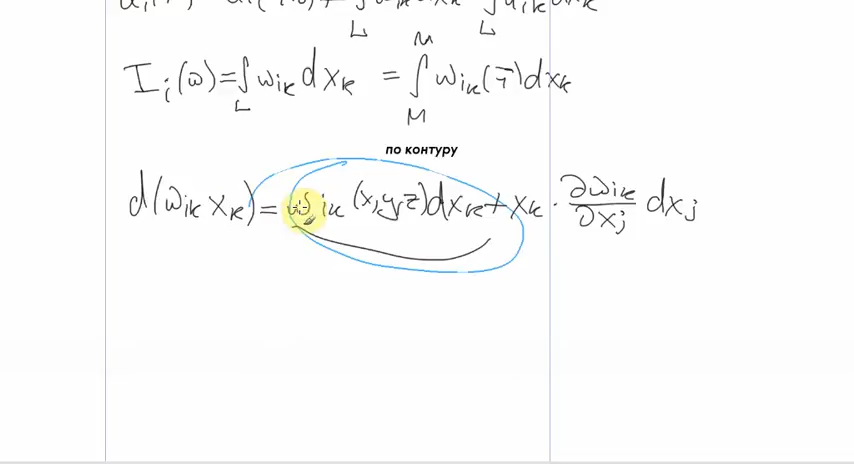 I_i(ω) = ∫_L ω_ik dx_k = ∫_M^M ω_ik(r̄) dx_k
по контуру
d(ω_ik x_k) = ω_ik (x,y,z) dx_k + x_k · ∂ω_ik/∂x_j dx_j